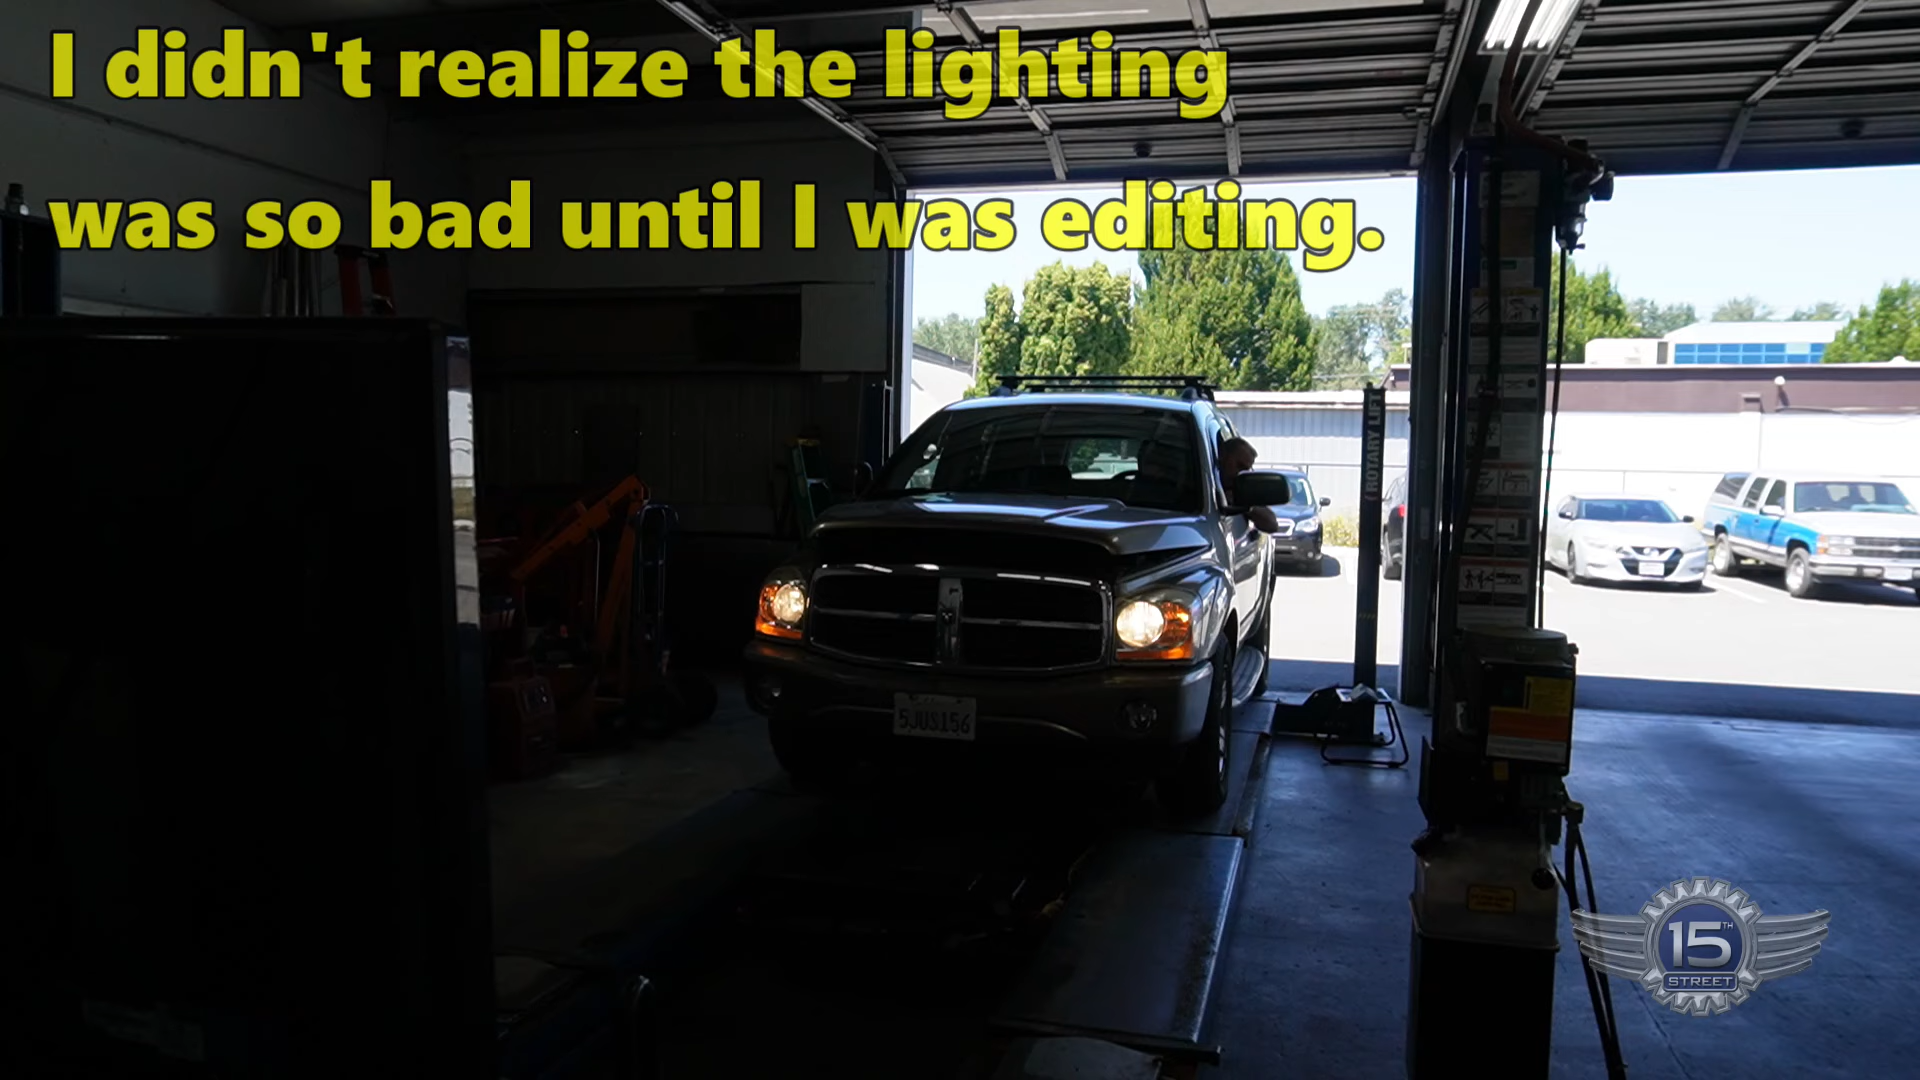 I didn't realize the lighting
was so bad until I was editing.
ROTARY LIFT
5JUS156
15TH
STREET